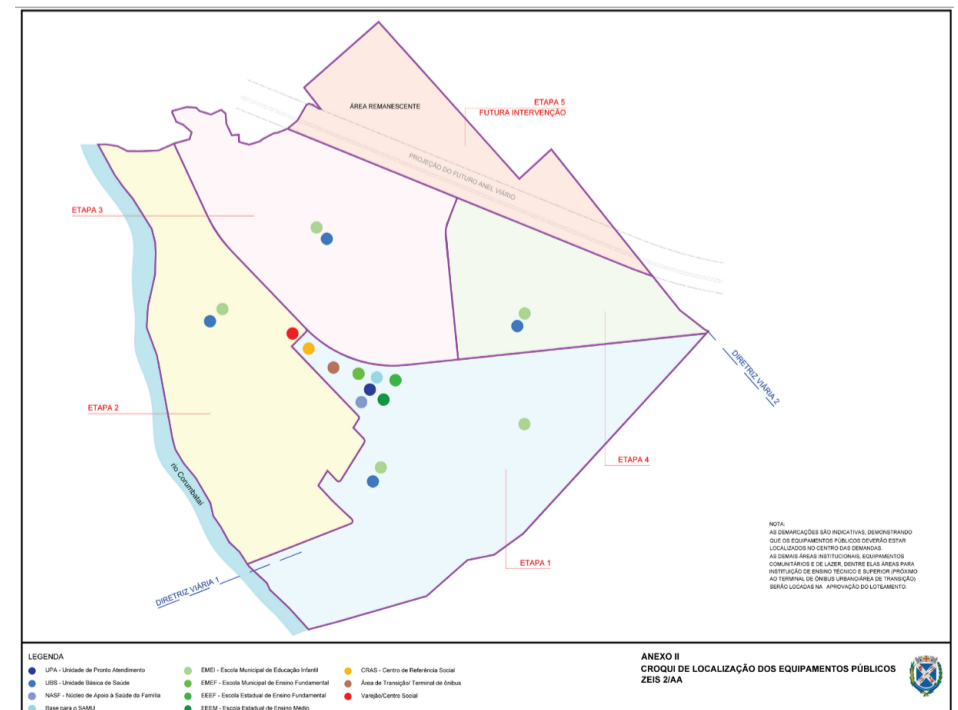 ETAPA 5
FUTURA INTERVENÇÃO
ÁREA REMANESCENTE
PROJEÇÃO DO FUTURO ANEL VIÁRIO
ETAPA 3
ETAPA 2
rio Corumbataí
DIRETRIZ VIÁRIA 2
ETAPA 4
ETAPA 1
DIRETRIZ VIÁRIA 1
NOTA:
AS DEMARCAÇÕES SÃO INDICATIVAS, DEMONSTRANDO
QUE OS EQUIPAMENTOS PÚBLICOS DEVERÃO ESTAR
LOCALIZADOS NO CENTRO DAS DEMANDAS.
AS DEMAIS ÁREAS INSTITUCIONAIS, EQUIPAMENTOS
COMUNITÁRIOS E DE LAZER, DENTRE ELAS ÁREAS PARA
INSTITUIÇÃO DE ENSINO TÉCNICO E SUPERIOR (PRÓXIMO
AO TERMINAL DE ÔNIBUS URBANO/ÁREA DE TRANSIÇÃO)
SERÃO LOCADAS NA APROVAÇÃO DO LOTEAMENTO.
LEGENDA
UPA - Unidade de Pronto Atendimento
UBS - Unidade Básica de Saúde
NASF - Núcleo de Apoio à Saúde da Família
Base para o SAMU
EMEI - Escola Municipal de Educação Infantil
EMEF - Escola Municipal de Ensino Fundamental
EEEF - Escola Estadual de Ensino Fundamental
EEEM - Escola Estadual de Ensino Médio
CRAS - Centro de Referência Social
Área de Transição/ Terminal de ônibus
Varejão/Centro Social
ANEXO II
CROQUI DE LOCALIZAÇÃO DOS EQUIPAMENTOS PÚBLICOS
ZEIS 2/AA